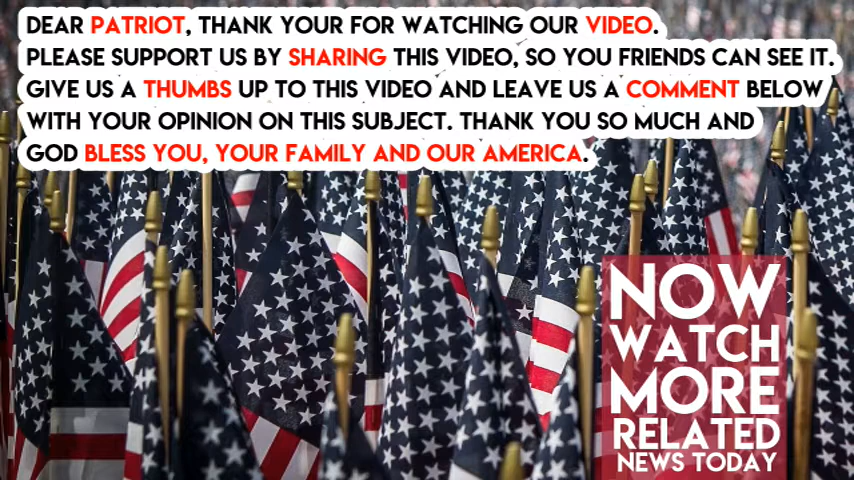 DEAR PATRIOT, THANK YOUR FOR WATCHING OUR VIDEO.
PLEASE SUPPORT US BY SHARING THIS VIDEO, SO YOU FRIENDS CAN SEE IT.
GIVE US A THUMBS UP TO THIS VIDEO AND LEAVE US A COMMENT BELOW
WITH YOUR OPINION ON THIS SUBJECT. THANK YOU SO MUCH AND
GOD BLESS YOU, YOUR FAMILY AND OUR AMERICA.
NOW
WATCH
MORE
RELATED
NEWS TODAY